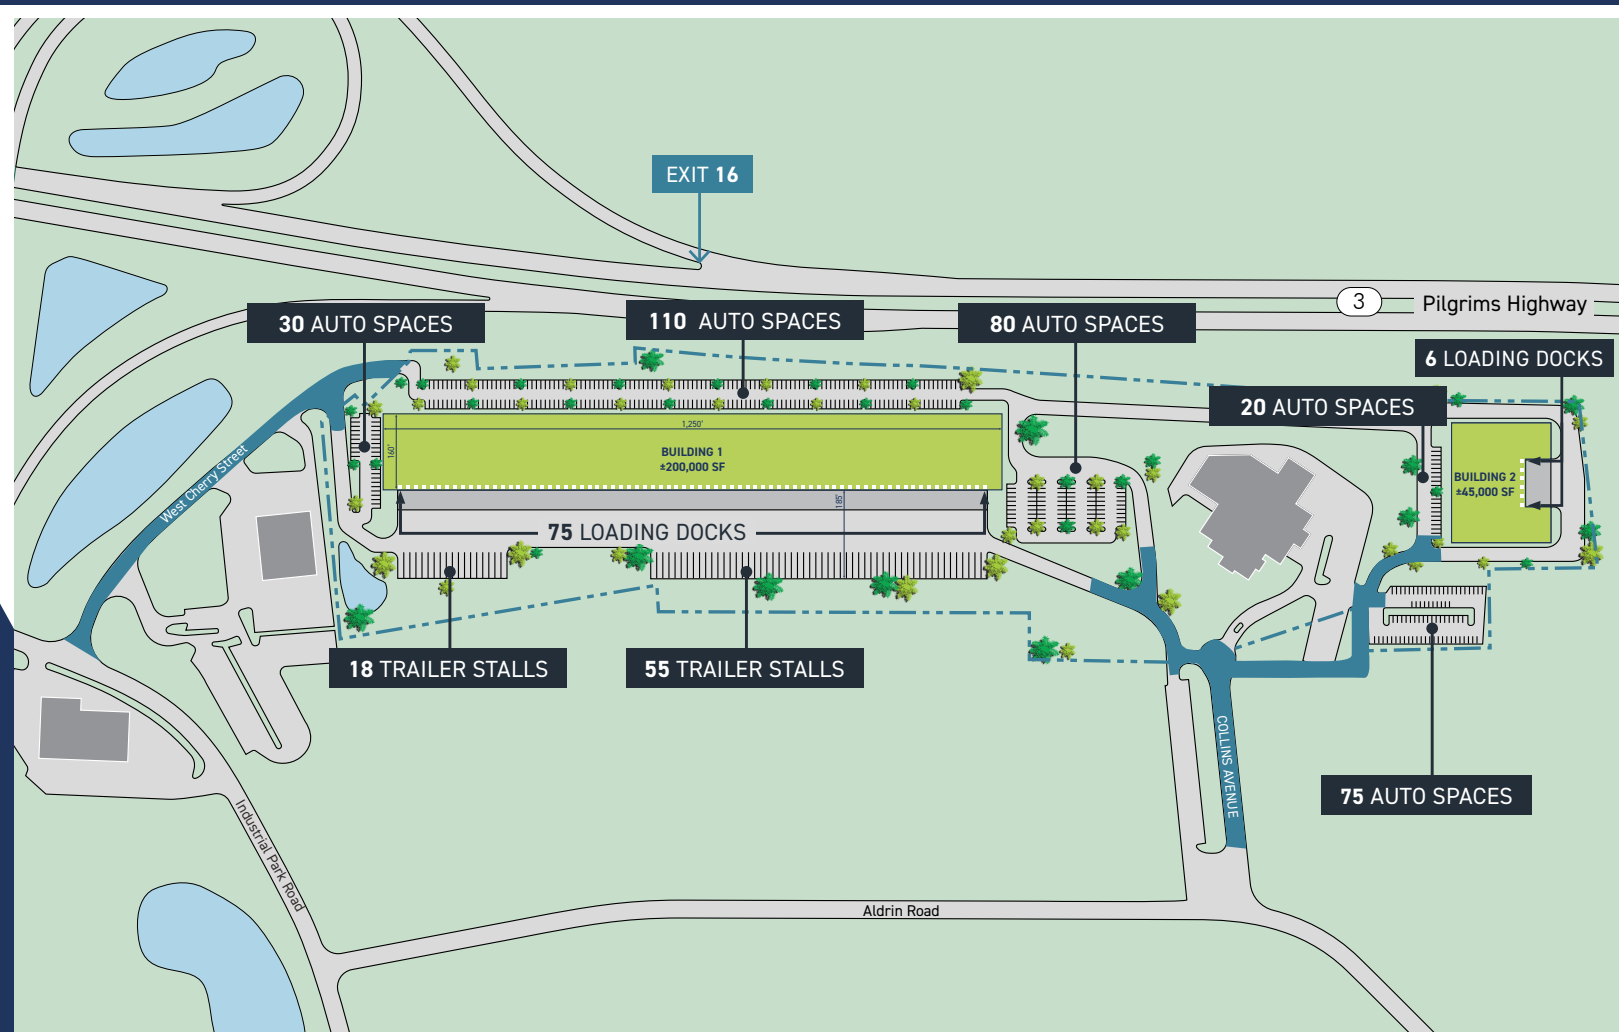 EXIT 16
3
Pilgrims Highway
30 AUTO SPACES
110 AUTO SPACES
80 AUTO SPACES
6 LOADING DOCKS
20 AUTO SPACES
1,250'
160'
BUILDING 1
±200,000 SF
BUILDING 2
±45,000 SF
West Cherry Street
185'
75 LOADING DOCKS
18 TRAILER STALLS
55 TRAILER STALLS
COLLINS AVENUE
75 AUTO SPACES
Industrial Park Road
Aldrin Road